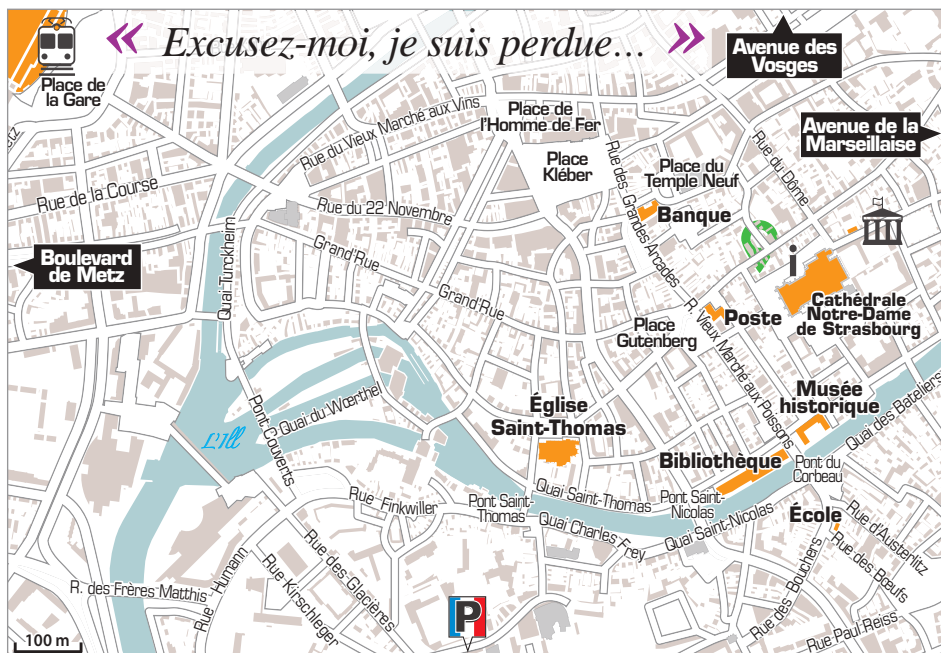 « Excusez-moi, je suis perdue... »
Place de
la Gare
Avenue des
Vosges
Avenue de la
Marseillaise
Place de
l'Homme de Fer
Rue du Vieux Marché aux Vins
Place
Kléber
Rue des Grandes Arcades
Place du
Temple Neuf
Rue du Dôme
Banque
Rue de la Course
Rue du 22 Novembre
Boulevard
de Metz
Quai Turckheim
Grand'Rue
Grand'Rue
i
Cathédrale
Notre-Dame
de Strasbourg
Poste
Place
Gutenberg
R. Vieux Marché aux Poissons
Musée
historique
Quai des Bateliers
Église
Saint-Thomas
Quai du Wœrthel
Pont Couverts
L'Ill
Bibliothèque
Pont du
Corbeau
Quai Saint-Thomas
Pont Saint-
Nicolas
Quai Saint-Nicolas
Pont Saint-
Thomas
Quai Charles Frey
Rue Finkwiller
École
Rue d'Austerlitz
Rue des Bœufs
Rue des Bouchers
Rue Paul Reiss
R. des Frères Matthis
Rue Humann
Rue Kirschleger
Rue des Glacières
P
100 m